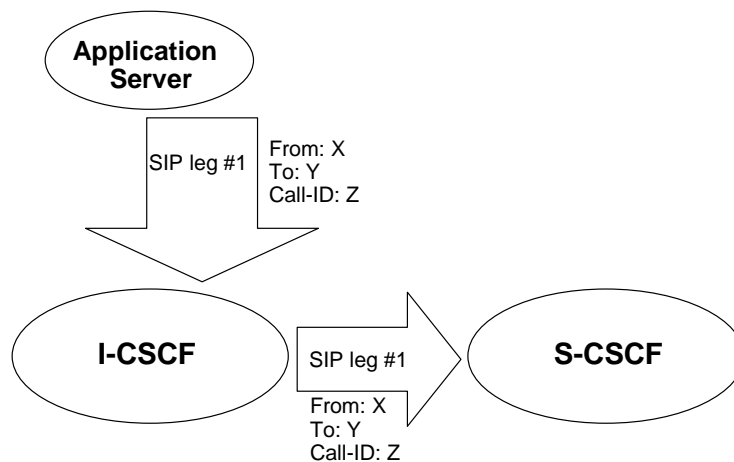 Application
Server
SIP leg #1
From: X
To: Y
Call-ID: Z
I-CSCF
SIP leg #1
S-CSCF
From: X
To: Y
Call-ID: Z